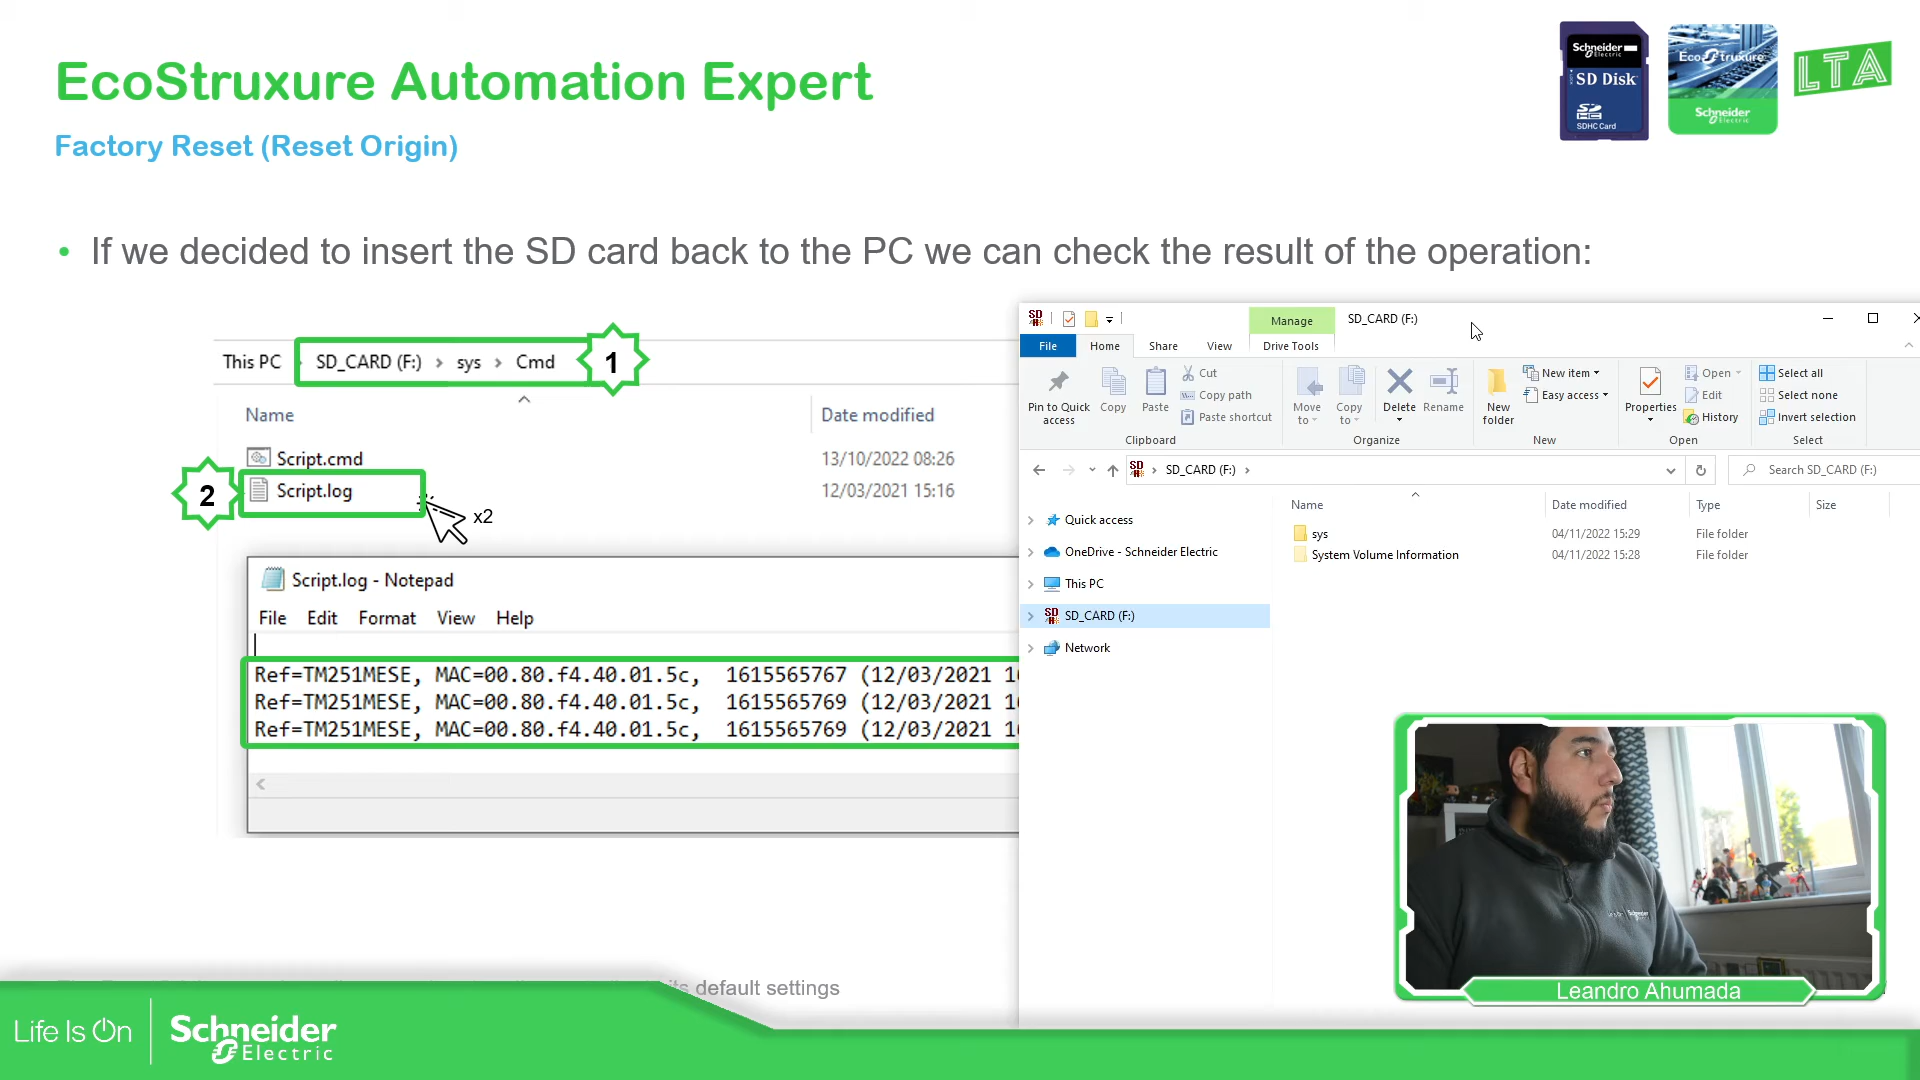 EcoStruxure Automation Expert
Factory Reset (Reset Origin)
Schneider
Electric
SD Disk
SDHC Card
EcoStruxure
Schneider
Electric
LTA
• If we decided to insert the SD card back to the PC we can check the result of the operation:
This PC SD_CARD (F:) > sys > Cmd
1
Name Date modified
Script.cmd 13/10/2022 08:26
Script.log 12/03/2021 15:16
2
x2
Script.log - Notepad
File Edit Format View Help
Ref=TM251MESE, MAC=00.80.f4.40.01.5c, 1615565767 (12/03/2021
Ref=TM251MESE, MAC=00.80.f4.40.01.5c, 1615565769 (12/03/2021
Ref=TM251MESE, MAC=00.80.f4.40.01.5c, 1615565769 (12/03/2021
Manage SD_CARD (F:)
File Home Share View Drive Tools
Pin to Quick access
Copy
Paste
Cut
Copy path
Paste shortcut
Clipboard
Move to
Copy to
Delete
Rename
Organize
New folder
New item
Easy access
New
Properties
Open
Edit
History
Open
Select all
Select none
Invert selection
Select
SD_CARD (F:) >
Search SD_CARD (F:)
Name Date modified Type Size
sys 04/11/2022 15:29 File folder
System Volume Information 04/11/2022 15:28 File folder
Quick access
OneDrive - Schneider Electric
This PC
SD_CARD (F:)
Network
Leandro Ahumada
its default settings
Life Is On
Schneider
Electric